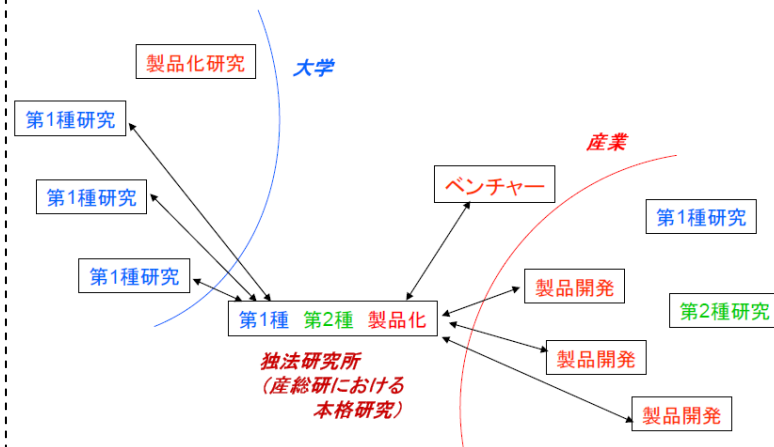 製品化研究
大学
第1種研究
産業
ベンチャー
第1種研究
第1種研究
第1種研究
製品開発
第2種研究
第1種 第2種 製品化
製品開発
独法研究所
（産総研における
本格研究）
製品開発